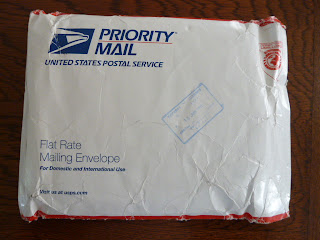 PRIORITY
MAIL
UNITED STATES POSTAL SERVICE
Flat Rate
Mailing Envelope
For Domestic and International Use
Visit us at usps.com